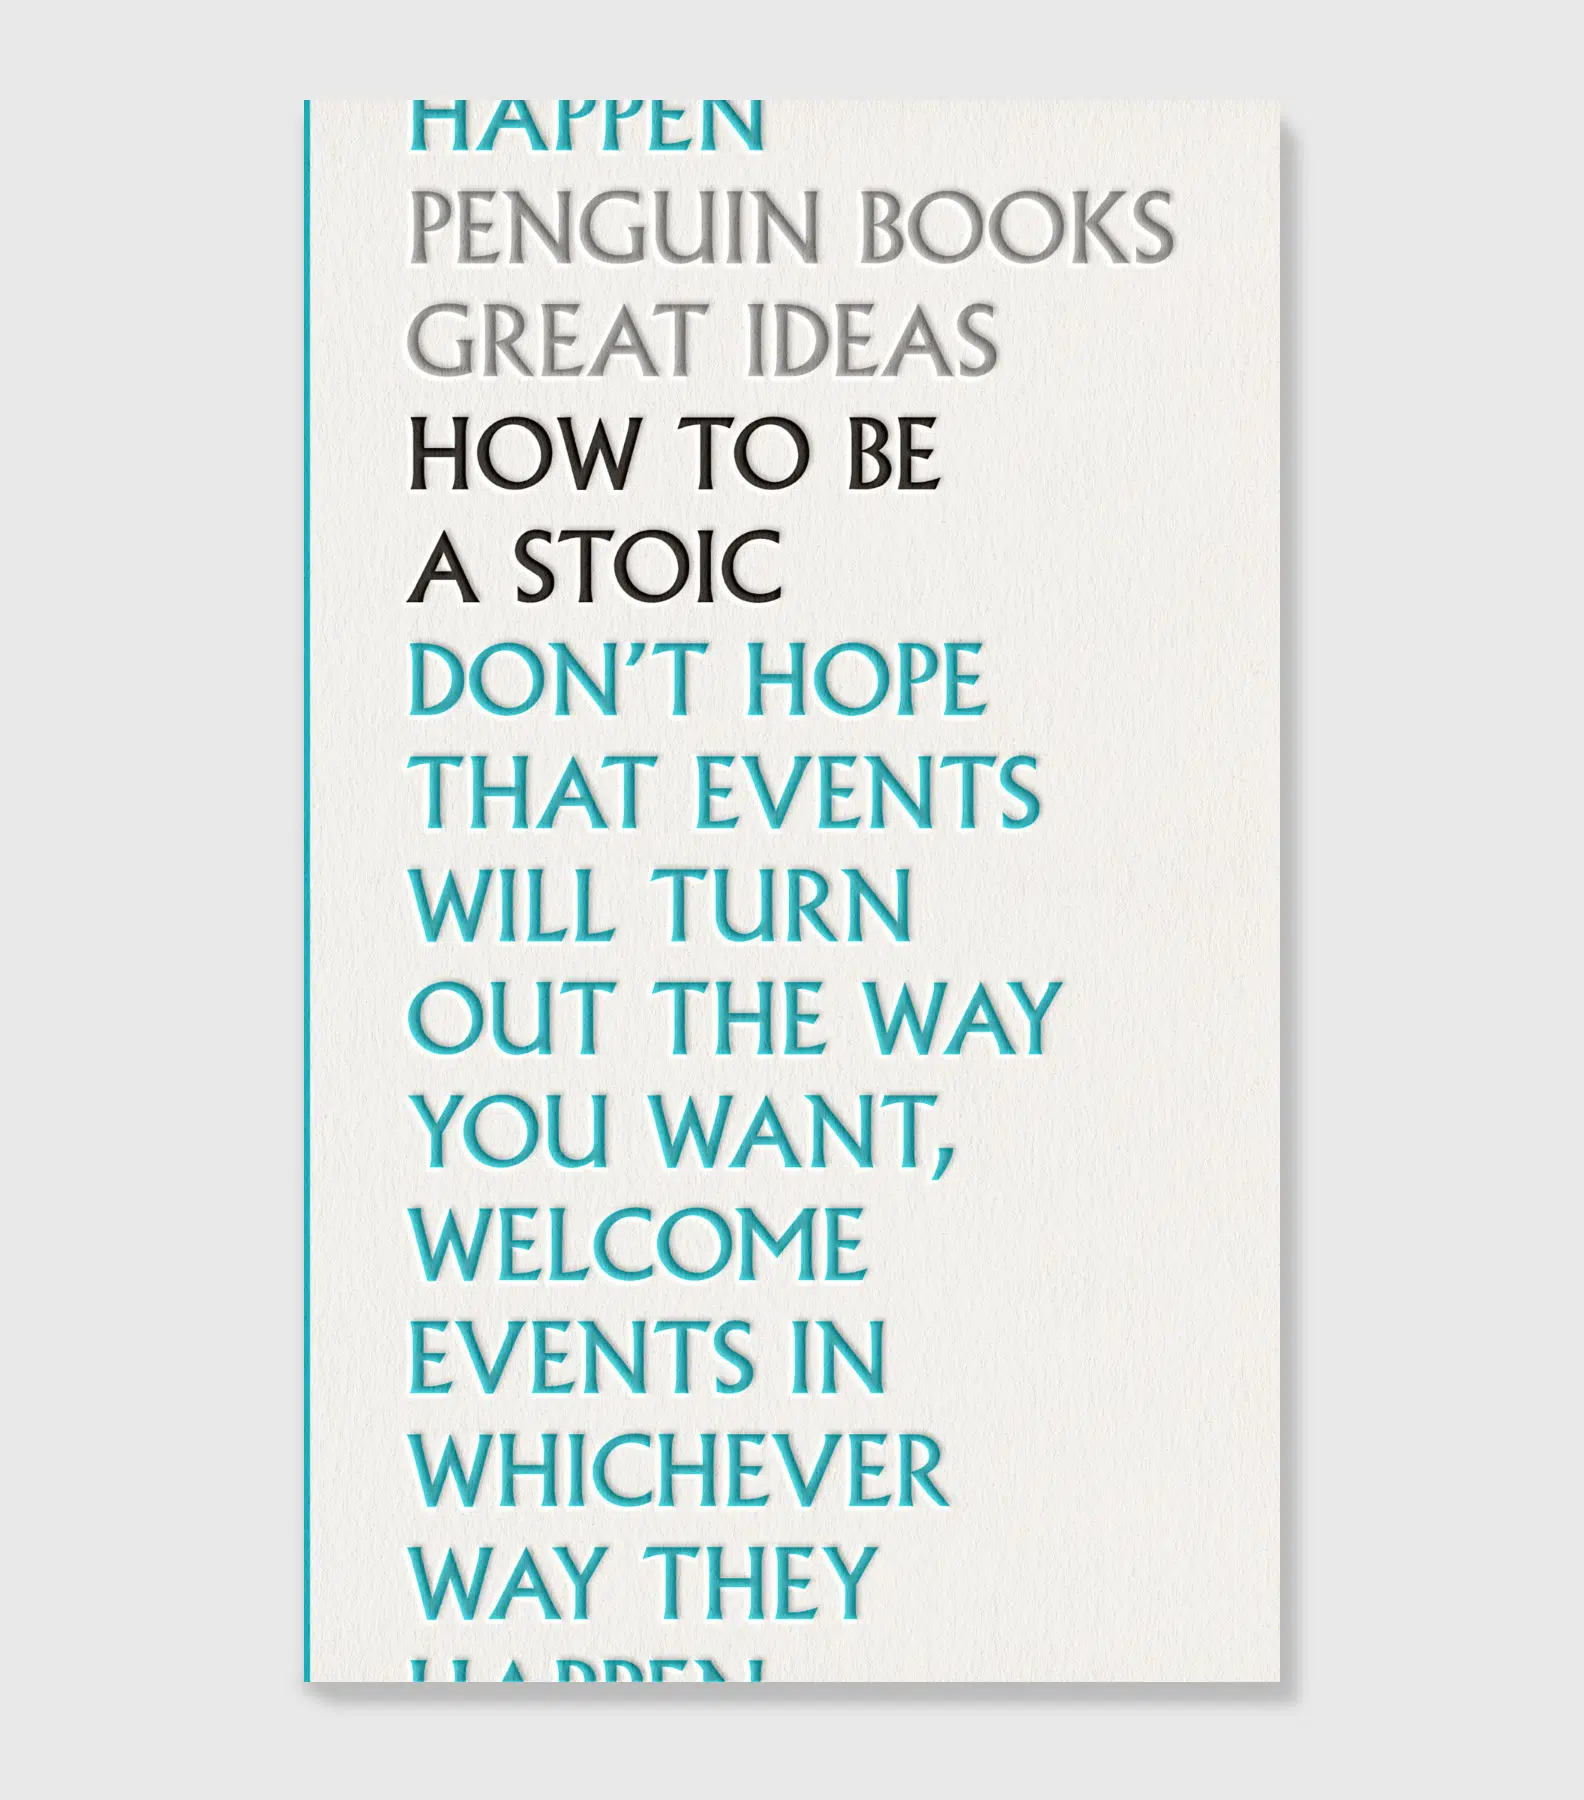 HAPPEN
PENGUIN BOOKS
GREAT IDEAS
HOW TO BE
A STOIC
DON’T HOPE
THAT EVENTS
WILL TURN
OUT THE WAY
YOU WANT,
WELCOME
EVENTS IN
WHICHEVER
WAY THEY
HAPPEN